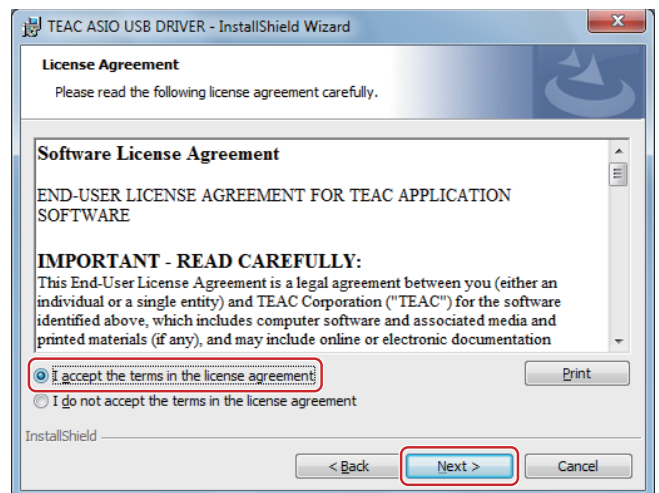 TEAC ASIO USB DRIVER - InstallShield Wizard
License Agreement
Please read the following license agreement carefully.
Software License Agreement
END-USER LICENSE AGREEMENT FOR TEAC APPLICATION
SOFTWARE
IMPORTANT - READ CAREFULLY:
This End-User License Agreement is a legal agreement between you (either an
individual or a single entity) and TEAC Corporation ("TEAC") for the software
identified above, which includes computer software and associated media and
printed materials (if any), and may include online or electronic documentation
I accept the terms in the license agreement
Print
I do not accept the terms in the license agreement
InstallShield
< Back Next > Cancel